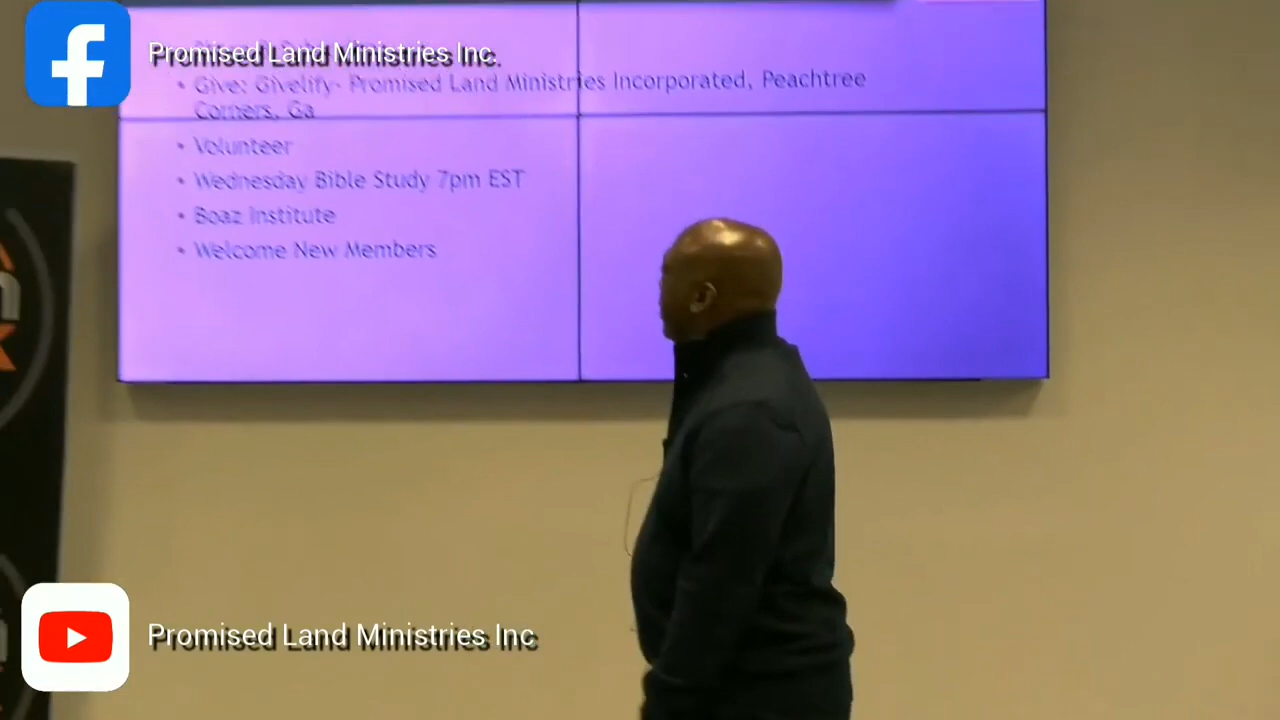 Promised Land Ministries Inc.
• Give: Givelify- Promised Land Ministries Incorporated, Peachtree
Corners, Ga
• Volunteer
• Wednesday Bible Study 7pm EST
• Boaz Institute
• Welcome New Members
Promised Land Ministries Inc